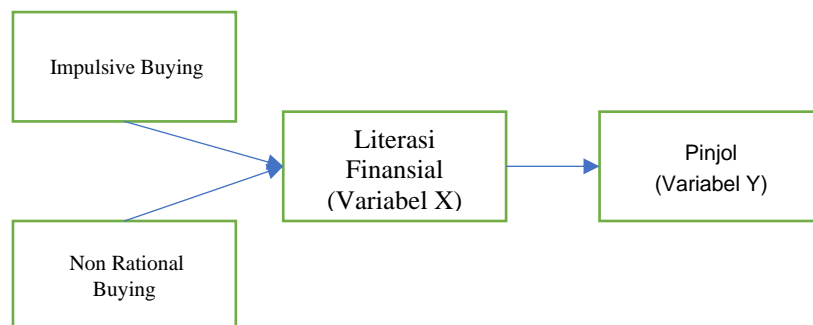 Impulsive Buying
Literasi
Finansial
(Variabel X)
Pinjol
(Variabel Y)
Non Rational
Buying